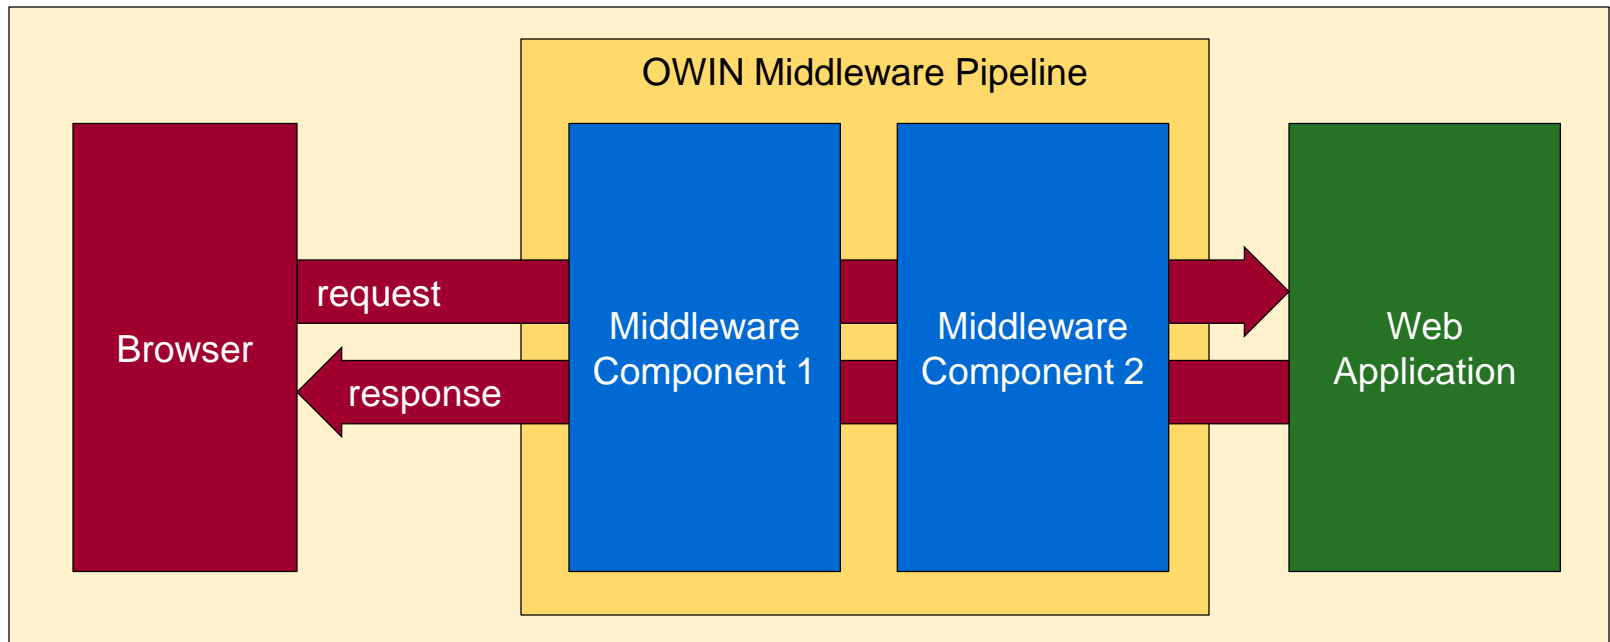 OWIN Middleware Pipeline
Browser
request
response
Middleware
Component 1
Middleware
Component 2
Web
Application